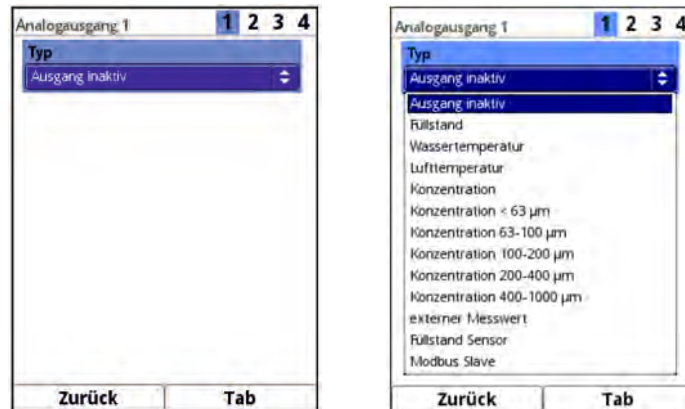 Analogausgang 1 1 2 3 4
Typ
Ausgang inaktiv
Zurück Tab
Analogausgang 1 1 2 3 4
Typ
Ausgang inaktiv
Ausgang inaktiv
Füllstand
Wassertemperatur
Lufttemperatur
Konzentration
Konzentration < 63 µm
Konzentration 63-100 µm
Konzentration 100-200 µm
Konzentration 200-400 µm
Konzentration 400-1000 µm
externer Messwert
Füllstand Sensor
Modbus Slave
Zurück Tab